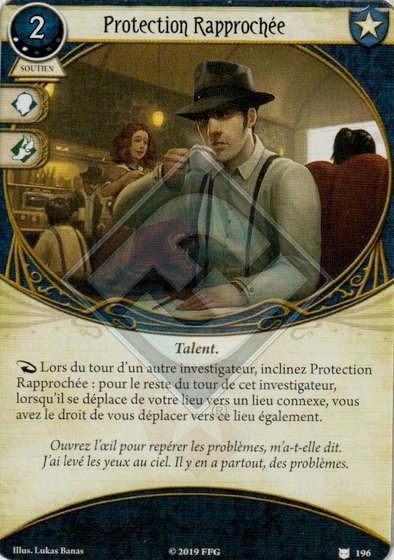 2
Protection Rapprochée
SOUTIEN
Talent.
Lors du tour d'un autre investigateur, inclinez Protection
Rapprochée : pour le reste du tour de cet investigateur,
lorsqu'il se déplace de votre lieu vers un lieu connexe, vous
avez le droit de vous déplacer vers ce lieu également.
®
Ouvrez l'œil pour repérer les problèmes, m'a-t-elle dit.
J'ai levé les yeux au ciel. Il y en a partout, des problèmes.
Illus. Lukas Banas
© 2019 FFG
196